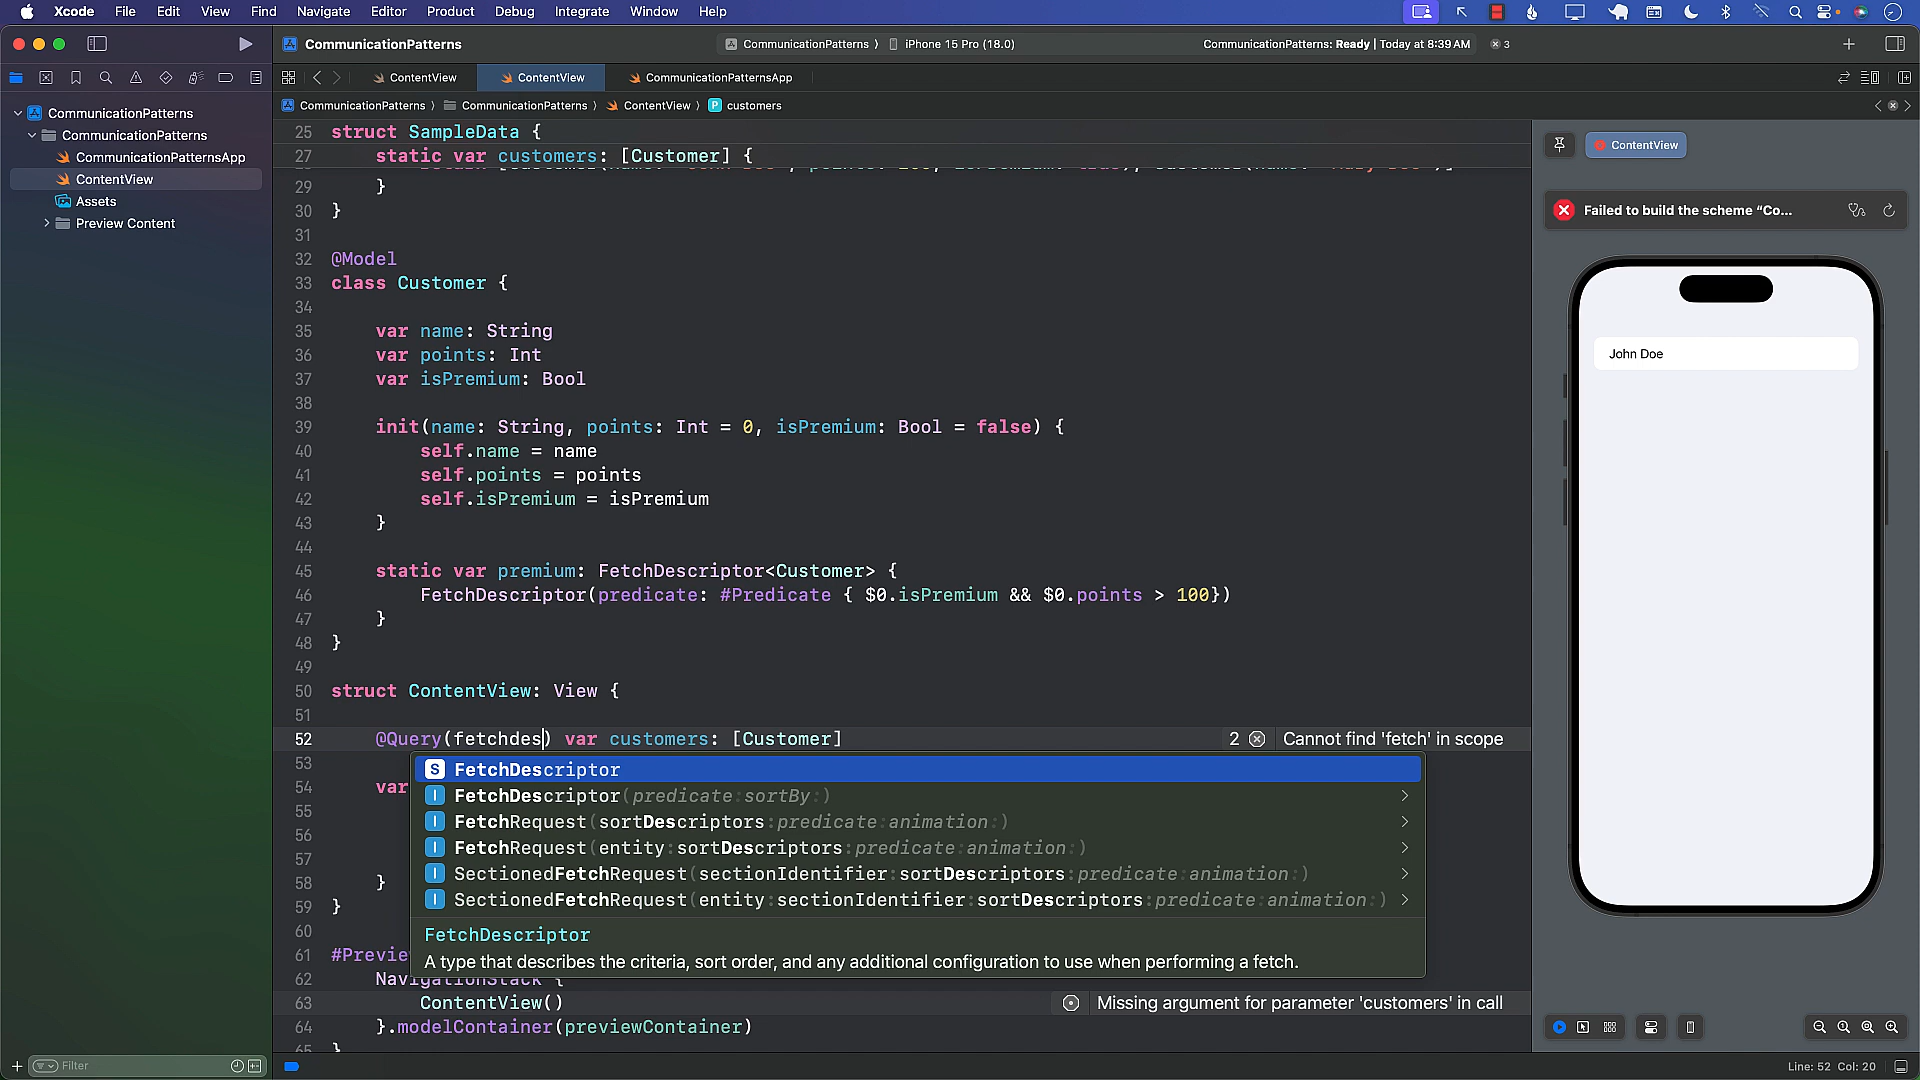 Xcode File Edit View Find Navigate Editor Product Debug Integrate Window Help
CommunicationPatterns
CommunicationPatterns ⟩ iPhone 15 Pro (18.0)
CommunicationPatterns: Ready | Today at 8:39 AM
3
ContentView
ContentView
CommunicationPatternsApp
CommunicationPatterns ⟩ CommunicationPatterns ⟩ ContentView ⟩ P customers
CommunicationPatterns
CommunicationPatterns
CommunicationPatternsApp
ContentView
Assets
Preview Content
Filter
25 struct SampleData {
27 static var customers: [Customer] {
29 }
30 }
31
32 @Model
33 class Customer {
34
35 var name: String
36 var points: Int
37 var isPremium: Bool
38
39 init(name: String, points: Int = 0, isPremium: Bool = false) {
40 self.name = name
41 self.points = points
42 self.isPremium = isPremium
43 }
44
45 static var premium: FetchDescriptor<Customer> {
46 FetchDescriptor(predicate: #Predicate { $0.isPremium && $0.points > 100})
47 }
48 }
49
50 struct ContentView: View {
51
52 @Query(fetchdes) var customers: [Customer] 2 Cannot find 'fetch' in scope
53
54 var
55
56
57
58 }
59 }
60
61 #Previe
62 NavigationStack {
63 ContentView() Missing argument for parameter 'customers' in call
64 }.modelContainer(previewContainer)
65 }
S FetchDescriptor
I FetchDescriptor(predicate:sortBy:)
I FetchRequest(sortDescriptors:predicate:animation:)
I FetchRequest(entity:sortDescriptors:predicate:animation:)
I SectionedFetchRequest(sectionIdentifier:sortDescriptors:predicate:animation:)
I SectionedFetchRequest(entity:sectionIdentifier:sortDescriptors:predicate:animation:)
FetchDescriptor
A type that describes the criteria, sort order, and any additional configuration to use when performing a fetch.
ContentView
Failed to build the scheme “Co...
John Doe
Line: 52 Col: 20